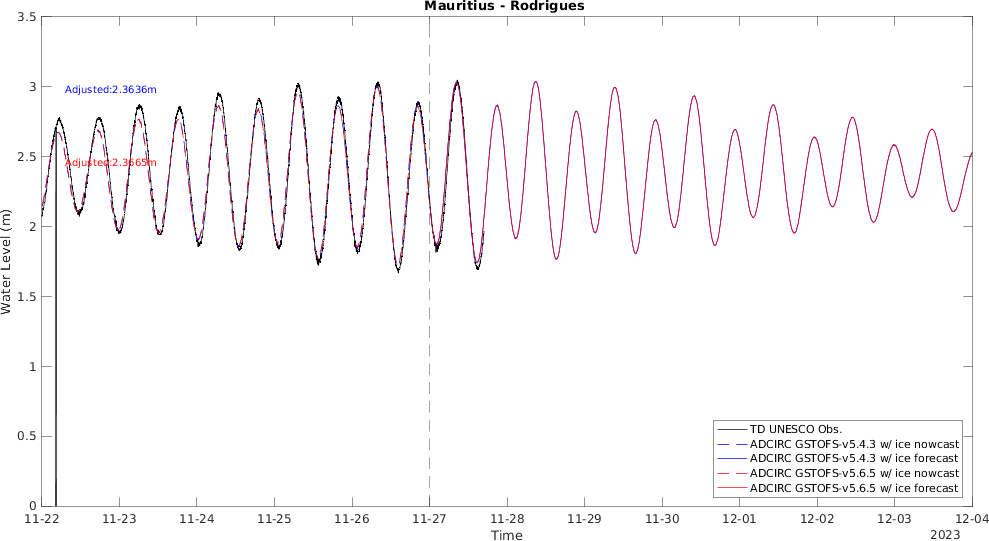 Mauritius - Rodrigues
3.5
3
2.5
2
1.5
1
0.5
0
Water Level (m)
Adjusted:2.3636m
Adjusted:2.3665m
TD UNESCO Obs.
ADCIRC GSTOFS-v5.4.3 w/ ice nowcast
ADCIRC GSTOFS-v5.4.3 w/ ice forecast
ADCIRC GSTOFS-v5.6.5 w/ ice nowcast
ADCIRC GSTOFS-v5.6.5 w/ ice forecast
11-22 11-23 11-24 11-25 11-26 11-27 11-28 11-29 11-30 12-01 12-02 12-03 12-04
Time
2023